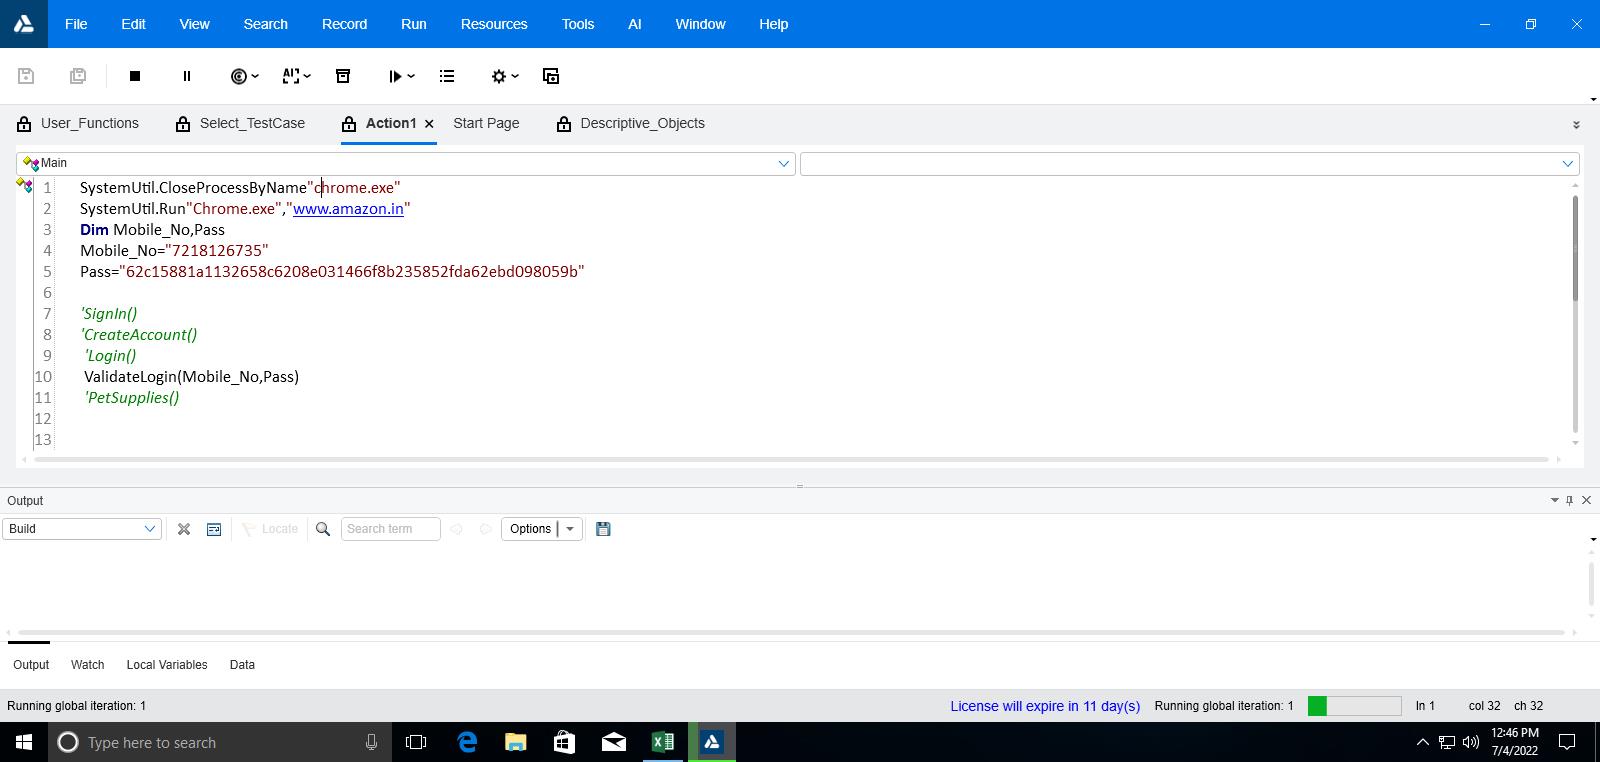 File Edit View Search Record Run Resources Tools AI Window Help
User_Functions Select_TestCase Action1 Start Page Descriptive_Objects
Main
1 SystemUtil.CloseProcessByName"chrome.exe"
2 SystemUtil.Run"Chrome.exe","www.amazon.in"
3 Dim Mobile_No,Pass
4 Mobile_No="7218126735"
5 Pass="62c15881a1132658c6208e031466f8b235852fda62ebd098059b"
6
7 'SignIn()
8 'CreateAccount()
9 'Login()
10 ValidateLogin(Mobile_No,Pass)
11 'PetSupplies()
12
13
Output
Build Locate Search term Options
Output Watch Local Variables Data
Running global iteration: 1 License will expire in 11 day(s) Running global iteration: 1 ln 1 col 32 ch 32
Type here to search 12:46 PM
7/4/2022